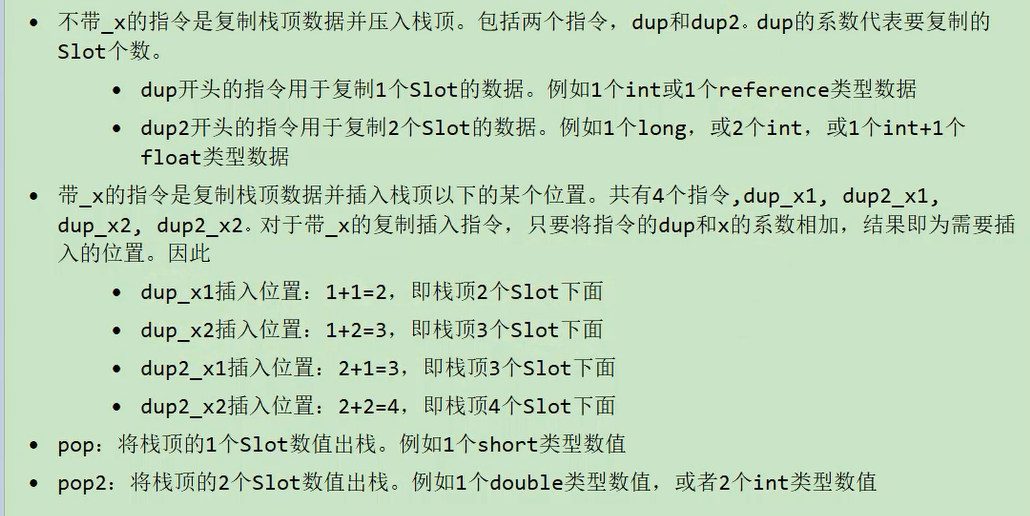 不带_x的指令是复制栈顶数据并压入栈顶。包括两个指令，dup和dup2。dup的系数代表要复制的
Slot个数。
dup开头的指令用于复制1个Slot的数据。例如1个int或1个reference类型数据
dup2开头的指令用于复制2个Slot的数据。例如1个long，或2个int，或1个int+1个
float类型数据
带_x的指令是复制栈顶数据并插入栈顶以下的某个位置。共有4个指令,dup_x1, dup2_x1,
dup_x2, dup2_x2。对于带_x的复制插入指令，只要将指令的dup和x的系数相加，结果即为需要插
入的位置。因此
dup_x1插入位置：1+1=2，即栈顶2个Slot下面
dup_x2插入位置：1+2=3，即栈顶3个Slot下面
dup2_x1插入位置：2+1=3，即栈顶3个Slot下面
dup2_x2插入位置：2+2=4，即栈顶4个Slot下面
pop：将栈顶的1个Slot数值出栈。例如1个short类型数值
pop2：将栈顶的2个Slot数值出栈。例如1个double类型数值，或者2个int类型数值